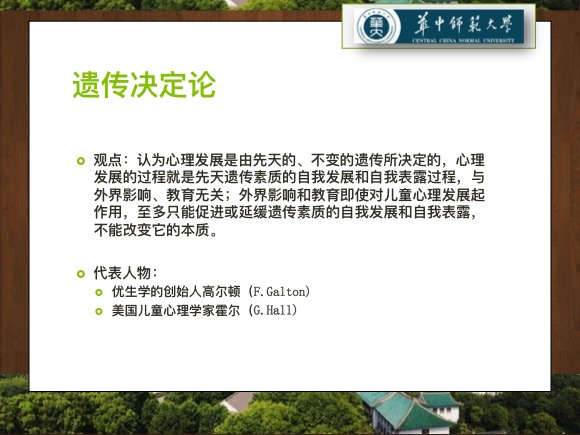 華中師範大學
CENTRAL CHINA NORMAL UNIVERSITY
遗传决定论
观点：认为心理发展是由先天的、不变的遗传所决定的，心理
发展的过程就是先天遗传素质的自我发展和自我表露过程，与
外界影响、教育无关；外界影响和教育即使对儿童心理发展起
作用，至多只能促进或延缓遗传素质的自我发展和自我表露，
不能改变它的本质。
代表人物：
优生学的创始人高尔顿（F.Galton）
美国儿童心理学家霍尔（G.Hall）